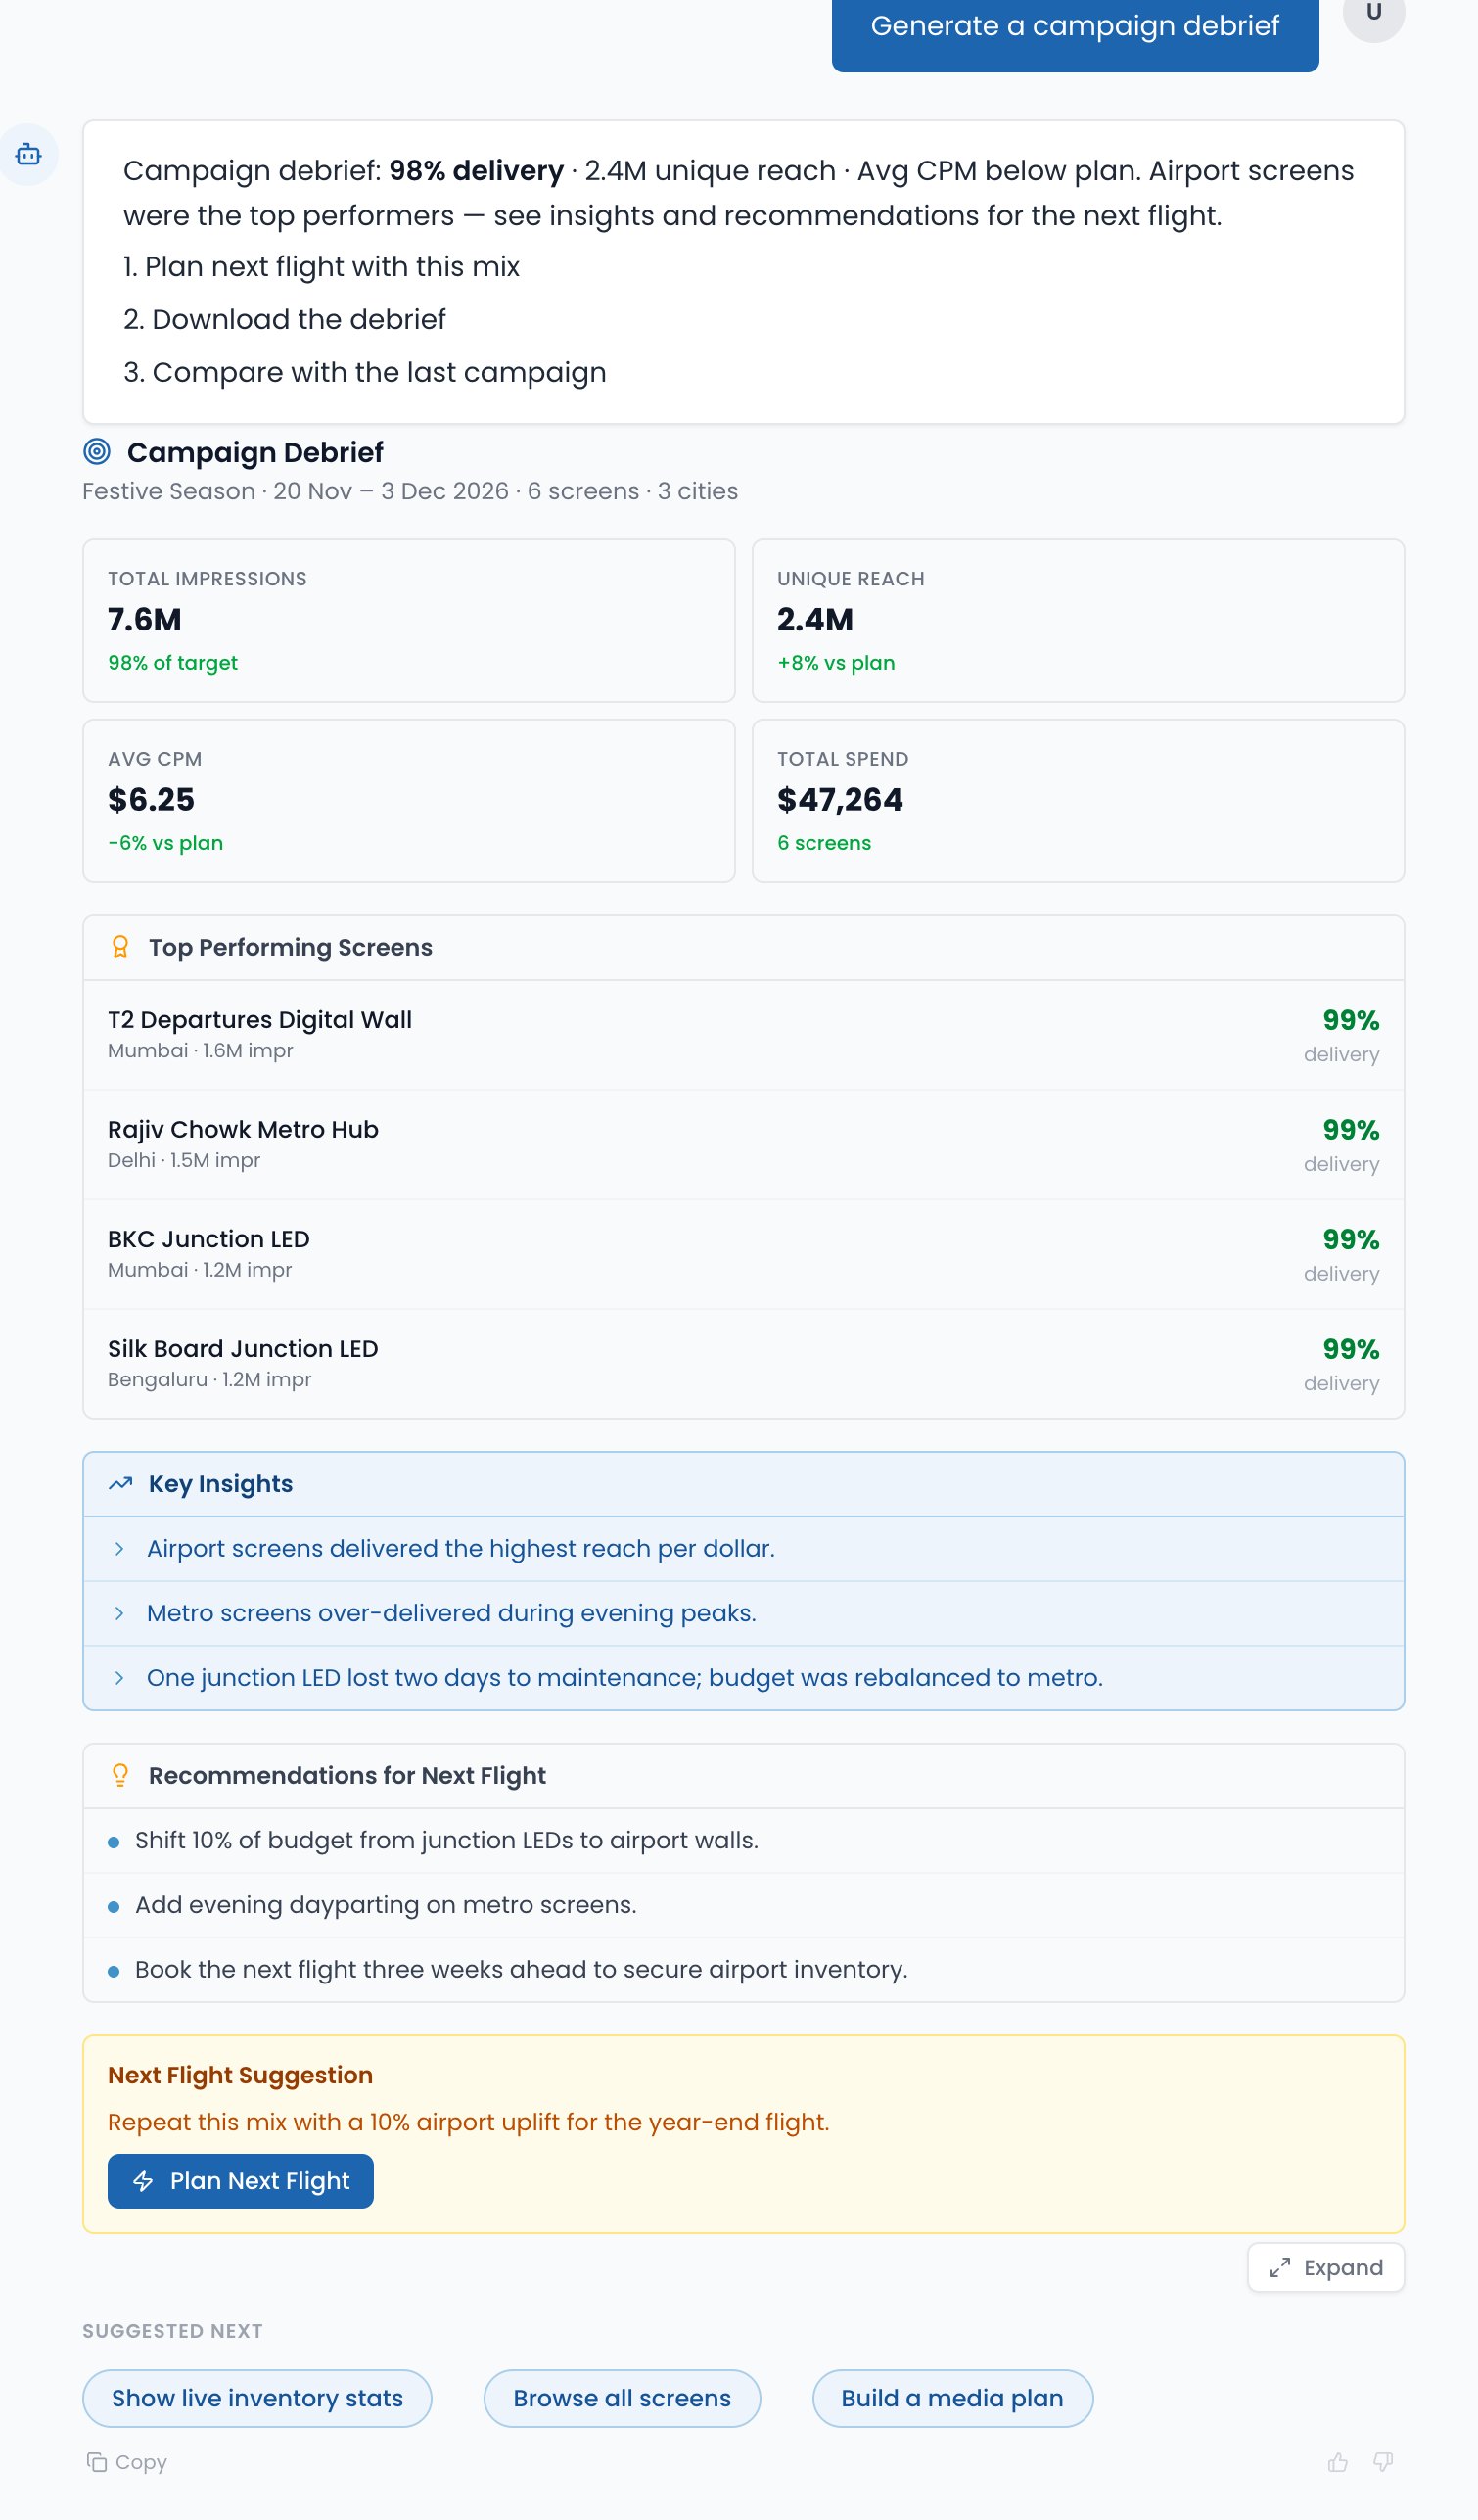 Generate a campaign debrief
U
Campaign debrief: 98% delivery · 2.4M unique reach · Avg CPM below plan. Airport screens
were the top performers — see insights and recommendations for the next flight.
1. Plan next flight with this mix
2. Download the debrief
3. Compare with the last campaign
Campaign Debrief
Festive Season · 20 Nov – 3 Dec 2026 · 6 screens · 3 cities
TOTAL IMPRESSIONS
7.6M
98% of target
UNIQUE REACH
2.4M
+8% vs plan
AVG CPM
$6.25
-6% vs plan
TOTAL SPEND
$47,264
6 screens
Top Performing Screens
T2 Departures Digital Wall
Mumbai · 1.6M impr
99%
delivery
Rajiv Chowk Metro Hub
Delhi · 1.5M impr
99%
delivery
BKC Junction LED
Mumbai · 1.2M impr
99%
delivery
Silk Board Junction LED
Bengaluru · 1.2M impr
99%
delivery
Key Insights
Airport screens delivered the highest reach per dollar.
Metro screens over-delivered during evening peaks.
One junction LED lost two days to maintenance; budget was rebalanced to metro.
Recommendations for Next Flight
Shift 10% of budget from junction LEDs to airport walls.
Add evening dayparting on metro screens.
Book the next flight three weeks ahead to secure airport inventory.
Next Flight Suggestion
Repeat this mix with a 10% airport uplift for the year-end flight.
Plan Next Flight
Expand
SUGGESTED NEXT
Show live inventory stats
Browse all screens
Build a media plan
Copy